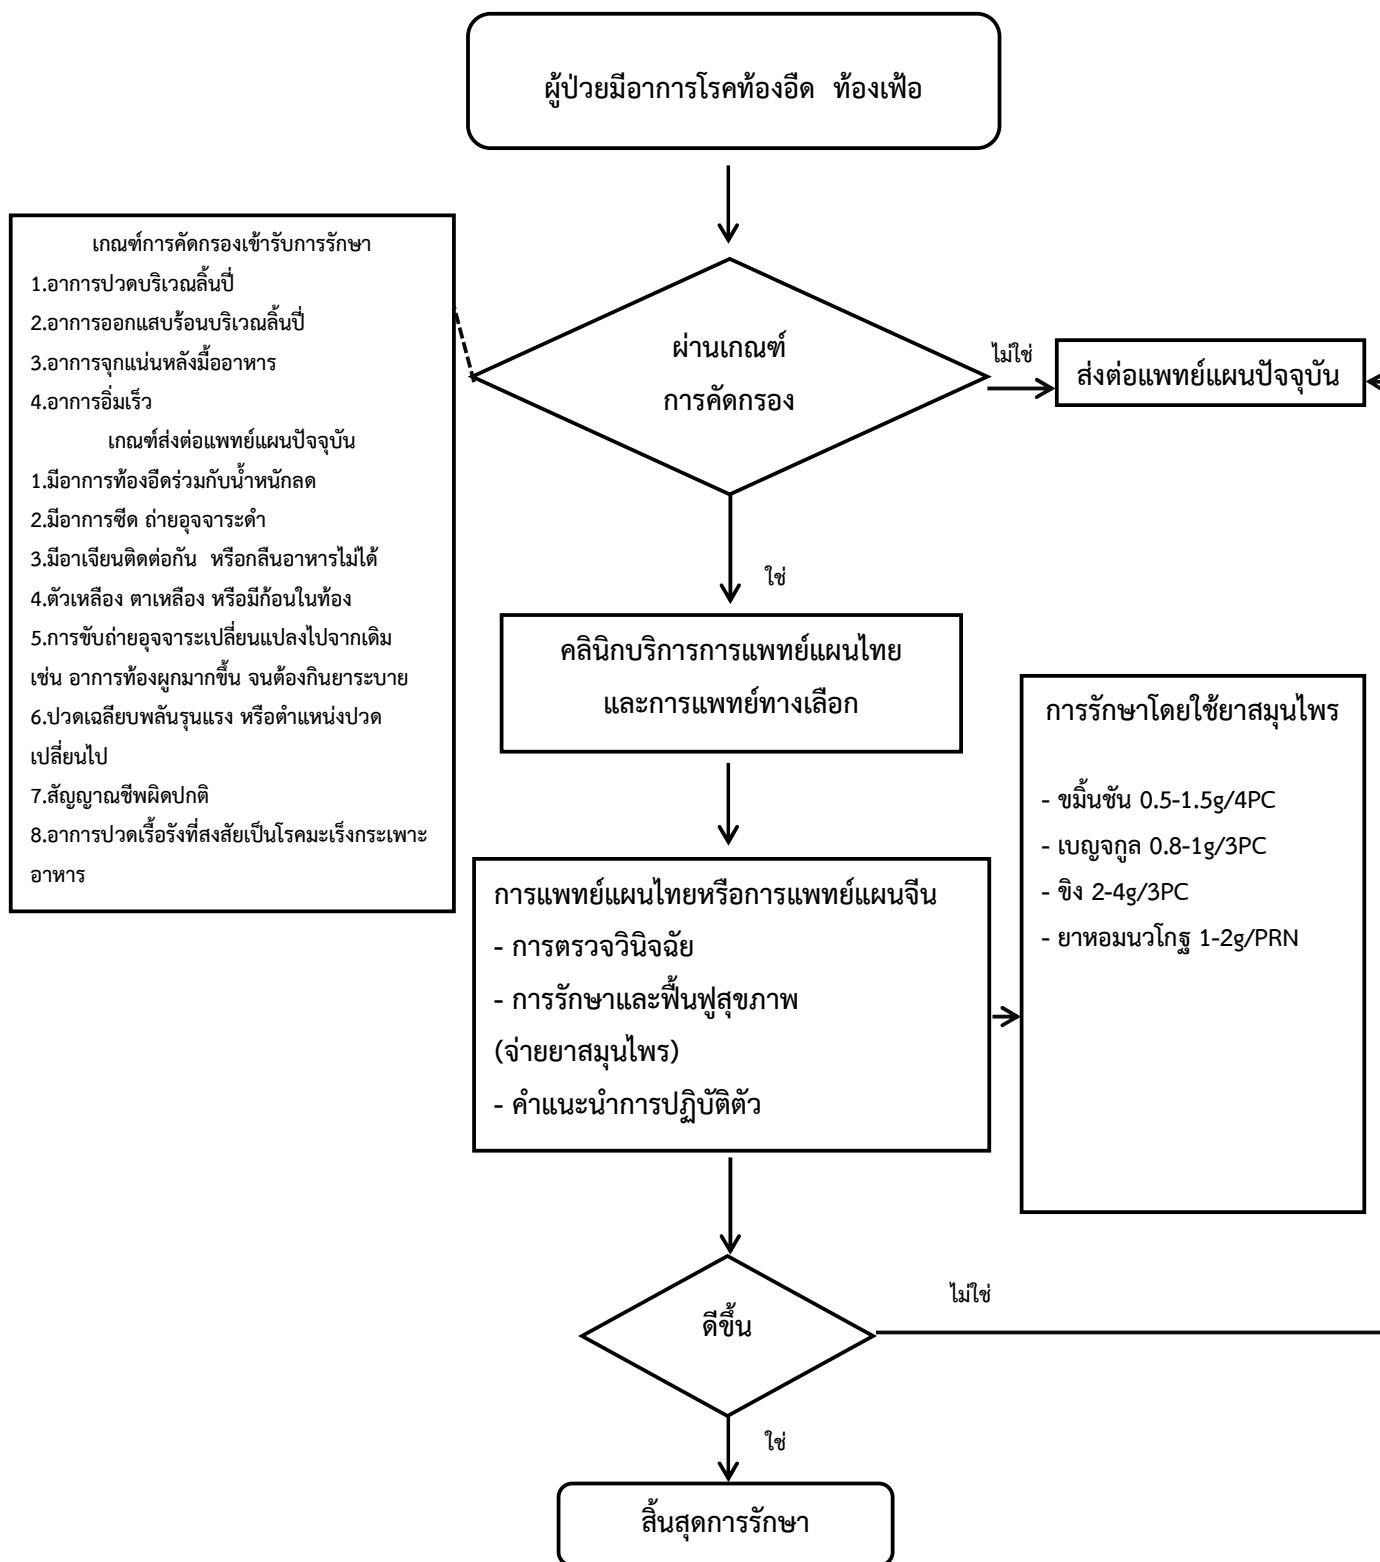 ผู้ป่วยมีอาการโรคท้องอืด  ท้องเฟ้อ
เกณฑ์การคัดกรองเข้ารับการรักษา
1.อาการปวดบริเวณลิ้นปี่
2.อาการออกแสบร้อนบริเวณลิ้นปี่
3.อาการจุกแน่นหลังมื้ออาหาร
4.อาการอิ่มเร็ว
เกณฑ์ส่งต่อแพทย์แผนปัจจุบัน
1.มีอาการท้องอืดร่วมกับน้ำหนักลด
2.มีอาการซีด ถ่ายอุจจาระดำ
3.มีอาเจียนติดต่อกัน  หรือกลืนอาหารไม่ได้
4.ตัวเหลือง ตาเหลือง หรือมีก้อนในท้อง
5.การขับถ่ายอุจจาระเปลี่ยนแปลงไปจากเดิม
เช่น อาการท้องผูกมากขึ้น จนต้องกินยาระบาย
6.ปวดเฉลียบพลันรุนแรง หรือตำแหน่งปวด
เปลี่ยนไป
7.สัญญาณชีพผิดปกติ
8.อาการปวดเรื้อรังที่สงสัยเป็นโรคมะเร็งกระเพาะ
อาหาร
ผ่านเกณฑ์
การคัดกรอง
ไม่ใช่
ส่งต่อแพทย์แผนปัจจุบัน
ใช่
คลินิกบริการการแพทย์แผนไทย
และการแพทย์ทางเลือก
การแพทย์แผนไทยหรือการแพทย์แผนจีน
- การตรวจวินิจฉัย
- การรักษาและฟื้นฟูสุขภาพ
(จ่ายยาสมุนไพร)
- คำแนะนำการปฏิบัติตัว
การรักษาโดยใช้ยาสมุนไพร
- ขมิ้นชัน 0.5-1.5g/4PC
- เบญจกูล 0.8-1g/3PC
- ขิง 2-4g/3PC
- ยาหอมนวโกฐ 1-2g/PRN
ดีขึ้น
ไม่ใช่
ใช่
สิ้นสุดการรักษา